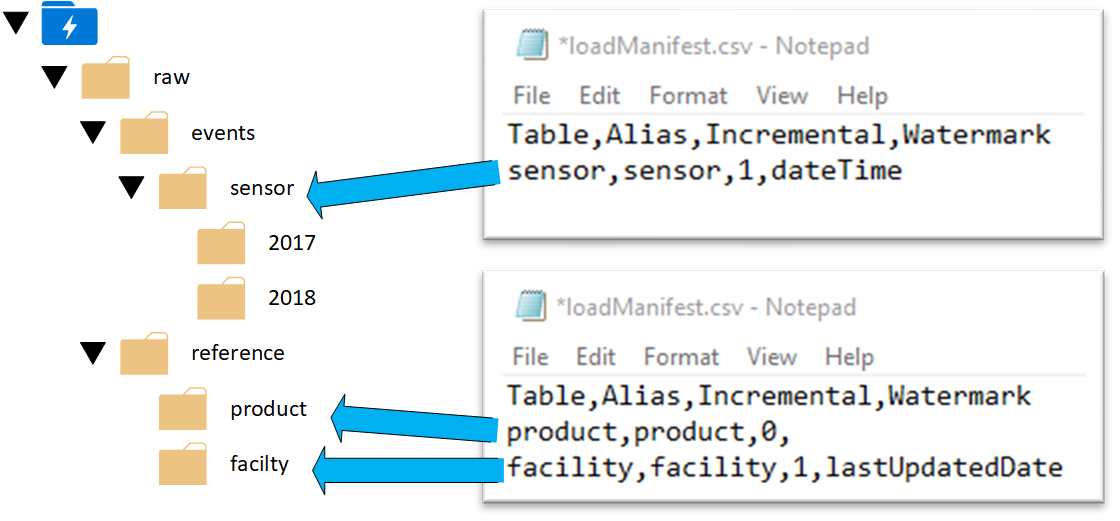 raw
events
sensor
2017
2018
reference
product
facilty
*loadManifest.csv - Notepad
File Edit Format View Help
Table,Alias,Incremental,Watermark
sensor,sensor,1,dateTime
*loadManifest.csv - Notepad
File Edit Format View Help
Table,Alias,Incremental,Watermark
product,product,0,
facility,facility,1,lastUpdatedDate